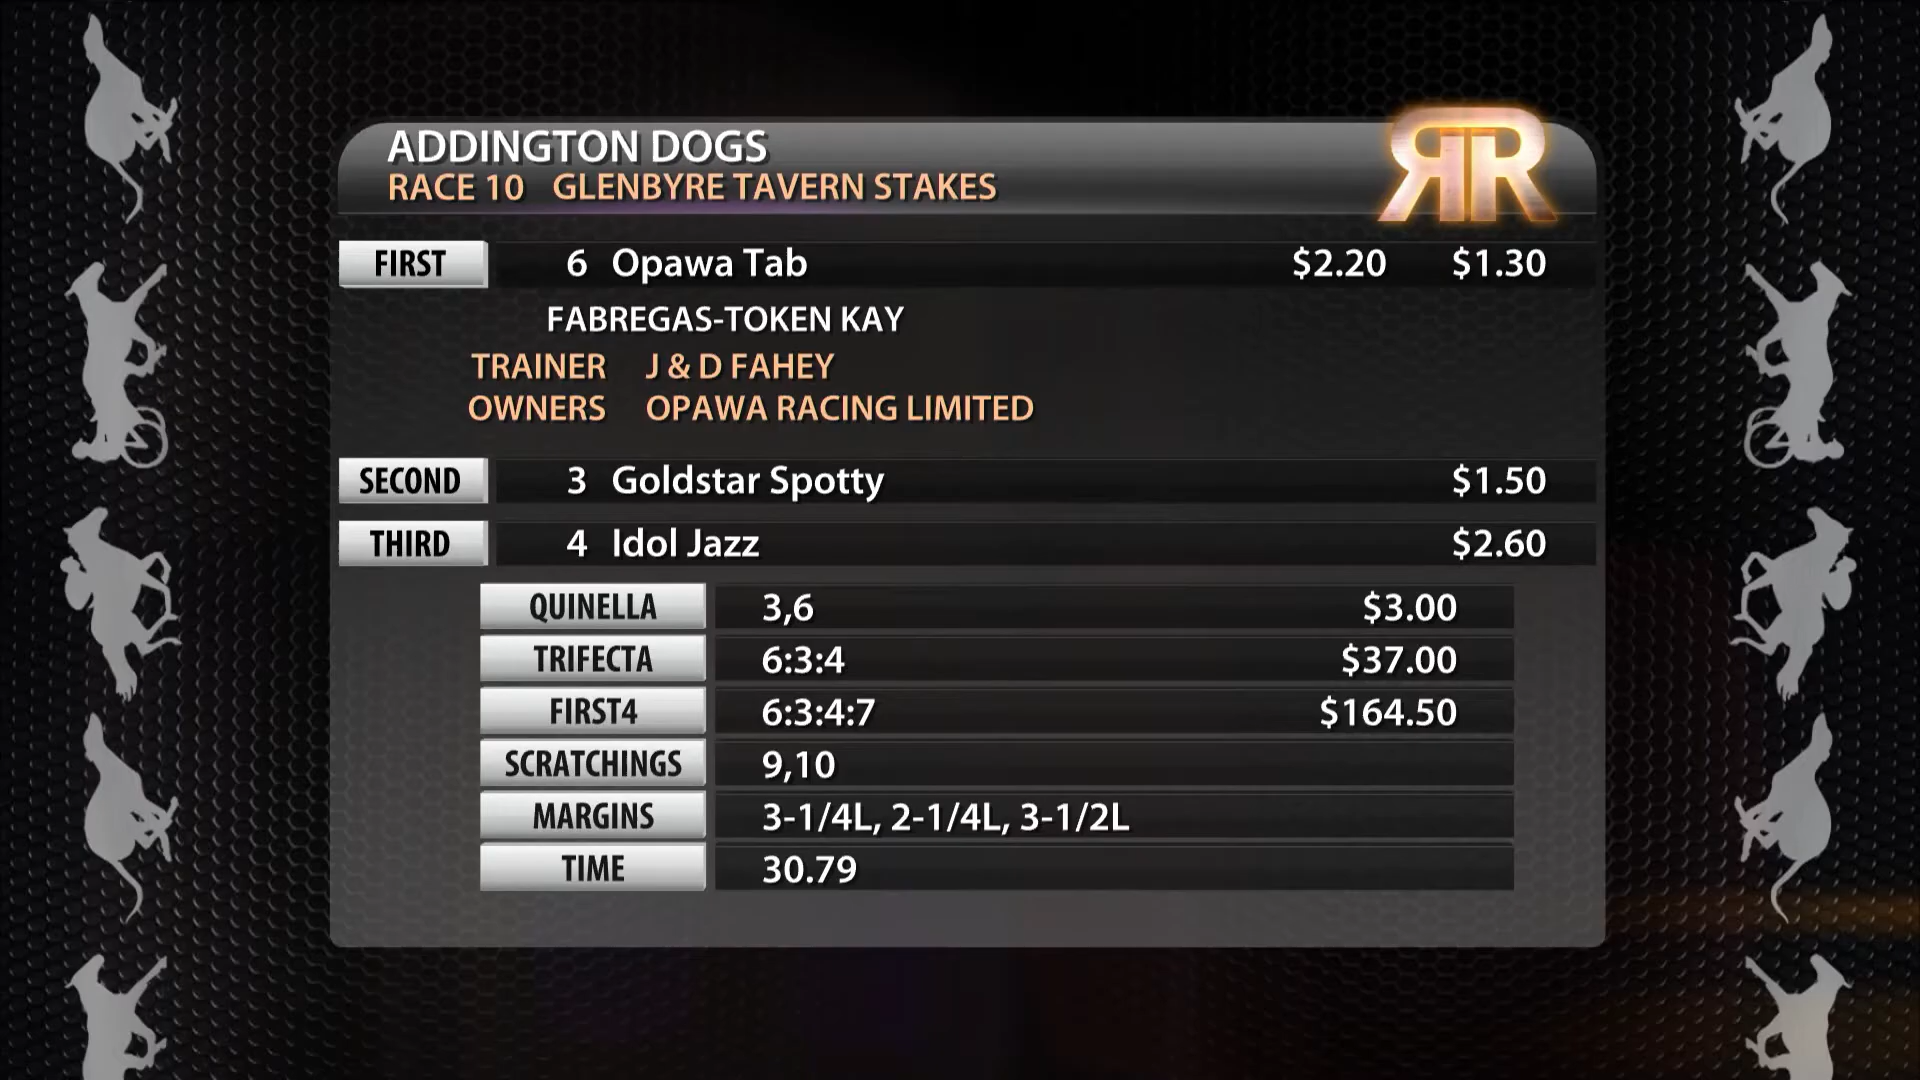 ADDINGTON DOGS
RACE 10 GLENBYRE TAVERN STAKES
RR
FIRST 6 Opawa Tab $2.20 $1.30
FABREGAS-TOKEN KAY
TRAINER J & D FAHEY
OWNERS OPAWA RACING LIMITED
SECOND 3 Goldstar Spotty $1.50
THIRD 4 Idol Jazz $2.60
QUINELLA 3,6 $3.00
TRIFECTA 6:3:4 $37.00
FIRST4 6:3:4:7 $164.50
SCRATCHINGS 9,10
MARGINS 3-1/4L, 2-1/4L, 3-1/2L
TIME 30.79